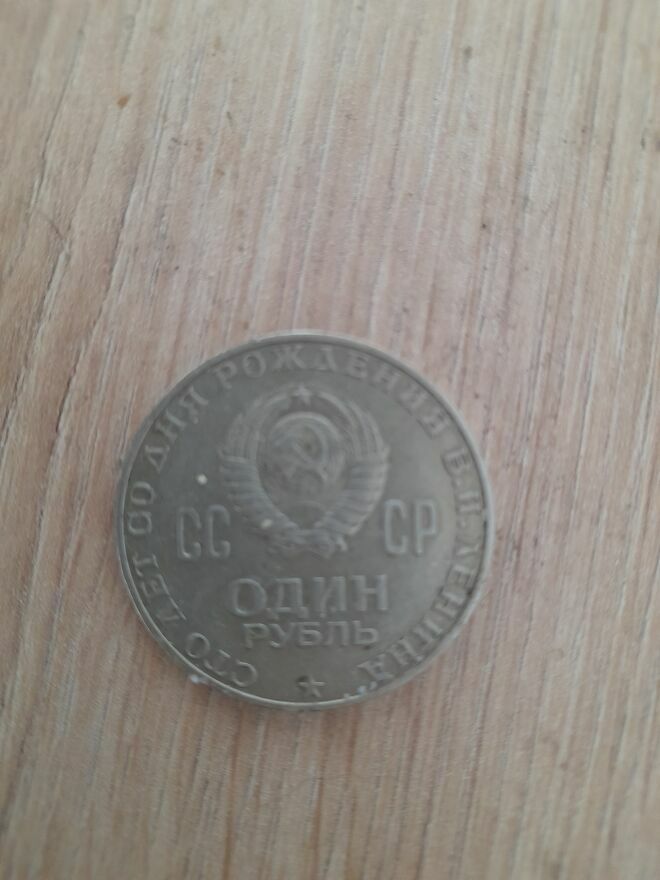 СТО ЛЕТ СО ДНЯ РОЖДЕНИЯ В.И. ЛЕНИНА
СС СР
ОДИН
РУБЛЬ